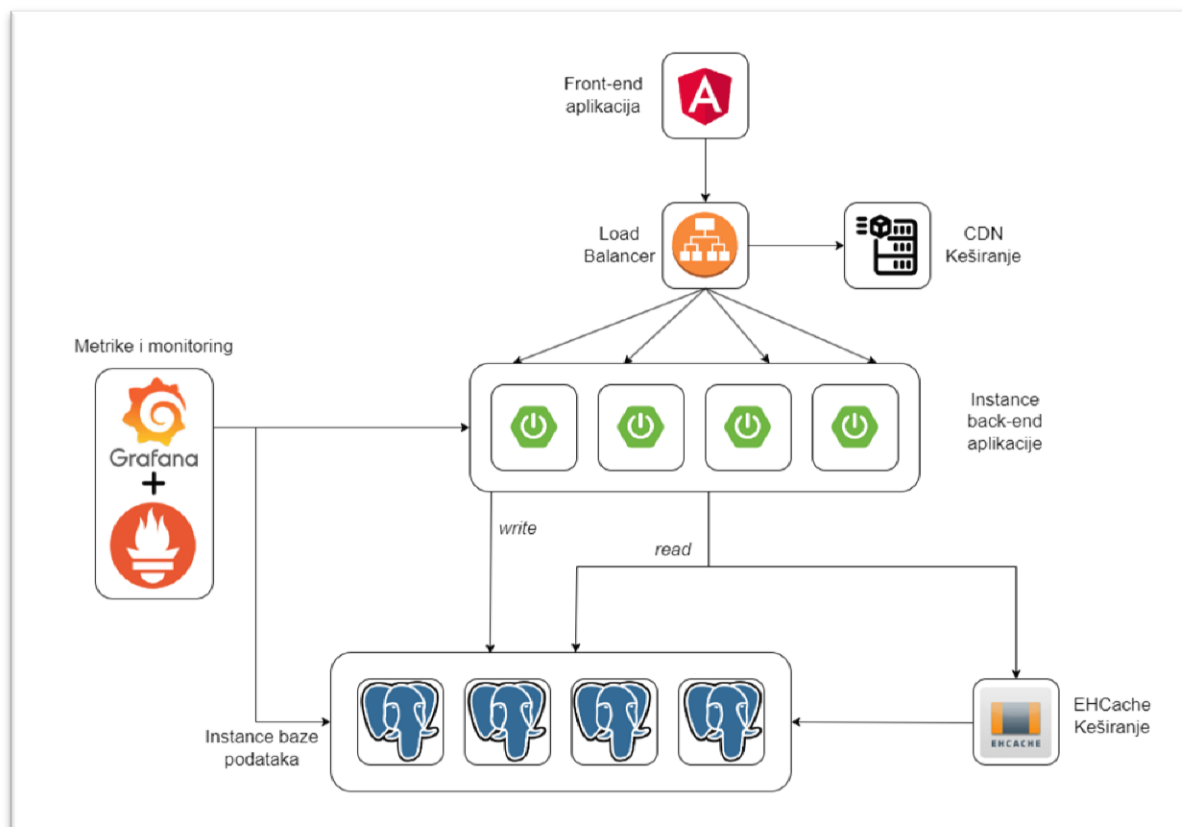 Front-end
aplikacija
Load
Balancer
CDN
Keširanje
Metrike i monitoring
Grafana
+
Instance
back-end
aplikacije
write
read
Instance baze
podataka
EHCACHE
EHCache
Keširanje